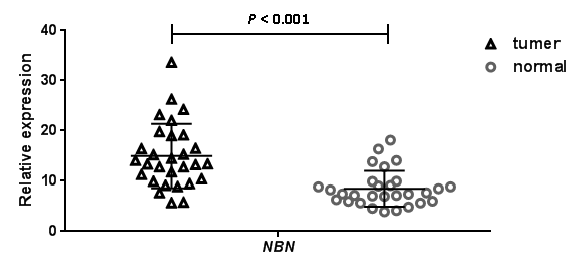 P < 0.001
40
30
20
10
0
Relative expression
NBN
tumer
normal